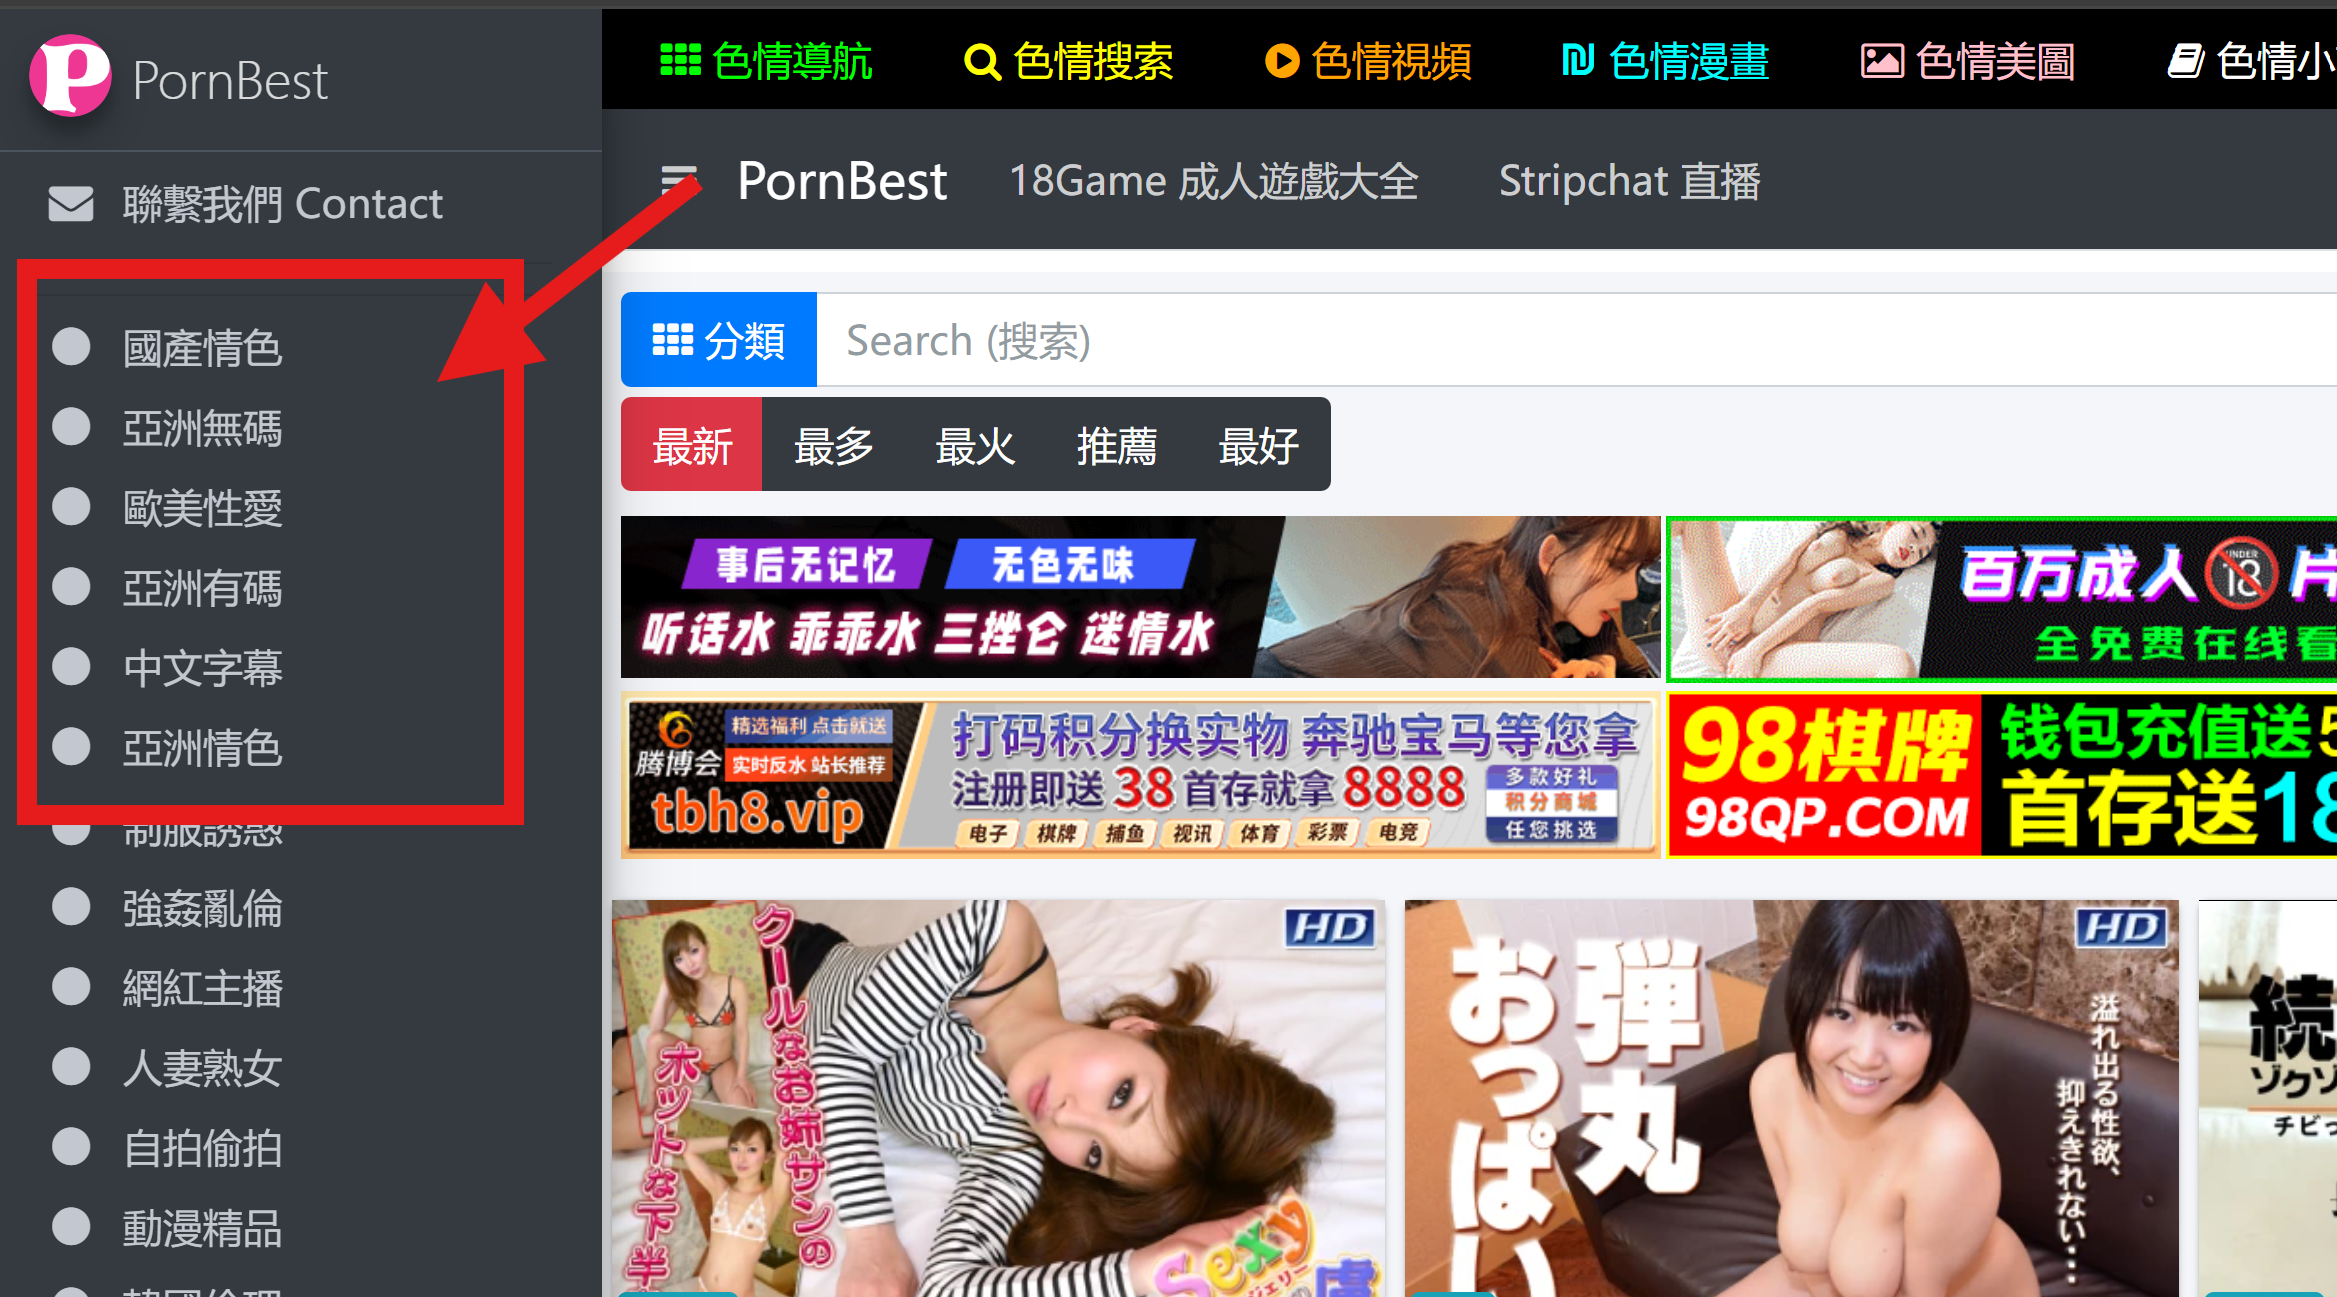 PornBest
色情導航
色情搜索
色情視頻
色情漫畫
色情美圖
色情小
聯繫我們 Contact
PornBest
18Game 成人遊戲大全
Stripchat 直播
國產情色
亞洲無碼
歐美性愛
亞洲有碼
中文字幕
亞洲情色
制服誘惑
強姦亂倫
網紅主播
人妻熟女
自拍偷拍
動漫精品
分類
Search (搜索)
最新
最多
最火
推薦
最好
事后无记忆
无色无味
听话水 乖乖水 三挫仑 迷情水
百万成人
UNDER
18
片
全免费在线看
腾博会
tbh8.vip
精选福利 点击就送
实时反水 站长推荐
打码积分换实物 奔驰宝马等您拿
注册即送38首存就拿8888
电子
棋牌
捕鱼
视讯
体育
彩票
电竞
多款好礼
积分商城
任您挑选
98棋牌
98QP.COM
钱包充值送5
首存送18
HD
クールなお姉サンの
ホットな下半
Sexy
HD
弾丸
おっぱい
溢れ出る性欲、
抑えきれない…
続
ゾクゾ
チビっ